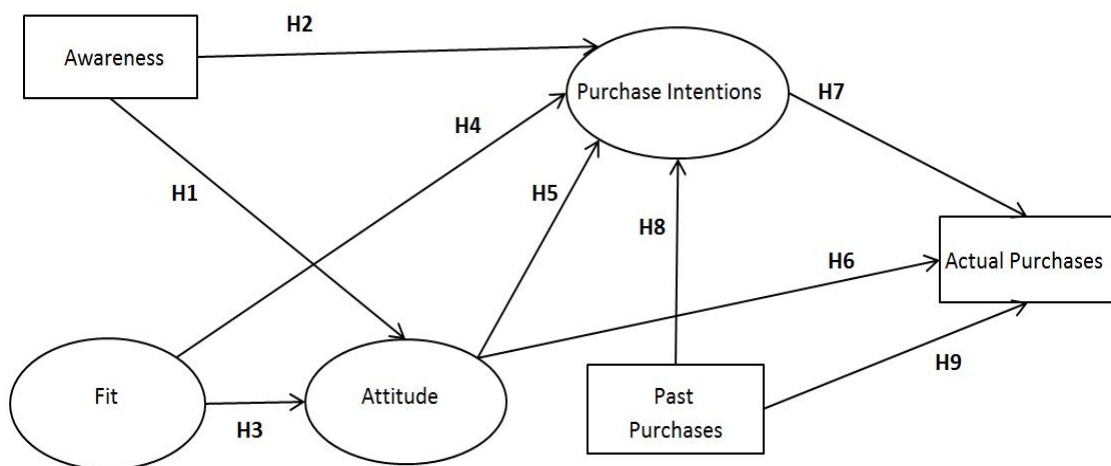 H2
Awareness
Purchase Intentions
H7
H4
H1
H5
H8
H6
Actual Purchases
H9
Fit
Attitude
Past
Purchases
H3